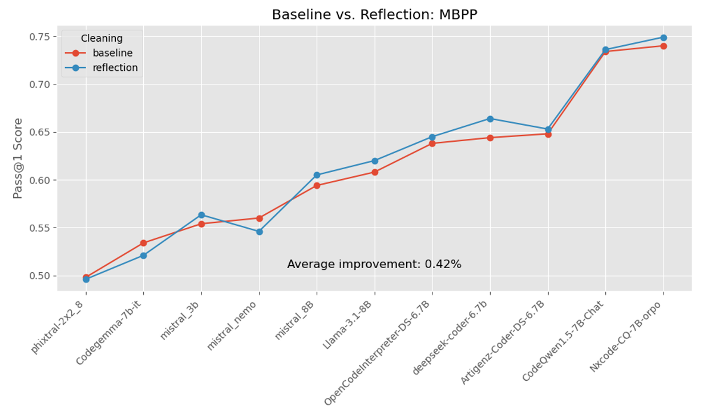 Baseline vs. Reflection: MBPP
Cleaning
baseline
reflection
Pass@1 Score
0.75
0.70
0.65
0.60
0.55
0.50
Average improvement: 0.42%
phixtral-2x2_8
Codegemma-7b-it
mistral_3b
mistral_nemo
mistral_8B
Llama-3.1-8B
OpenCodeInterpreter-DS-6.7B
deepseek-coder-6.7b
Artigenz-Coder-DS-6.7B
CodeQwen1.5-7B-Chat
Nxcode-CQ-7B-orpo